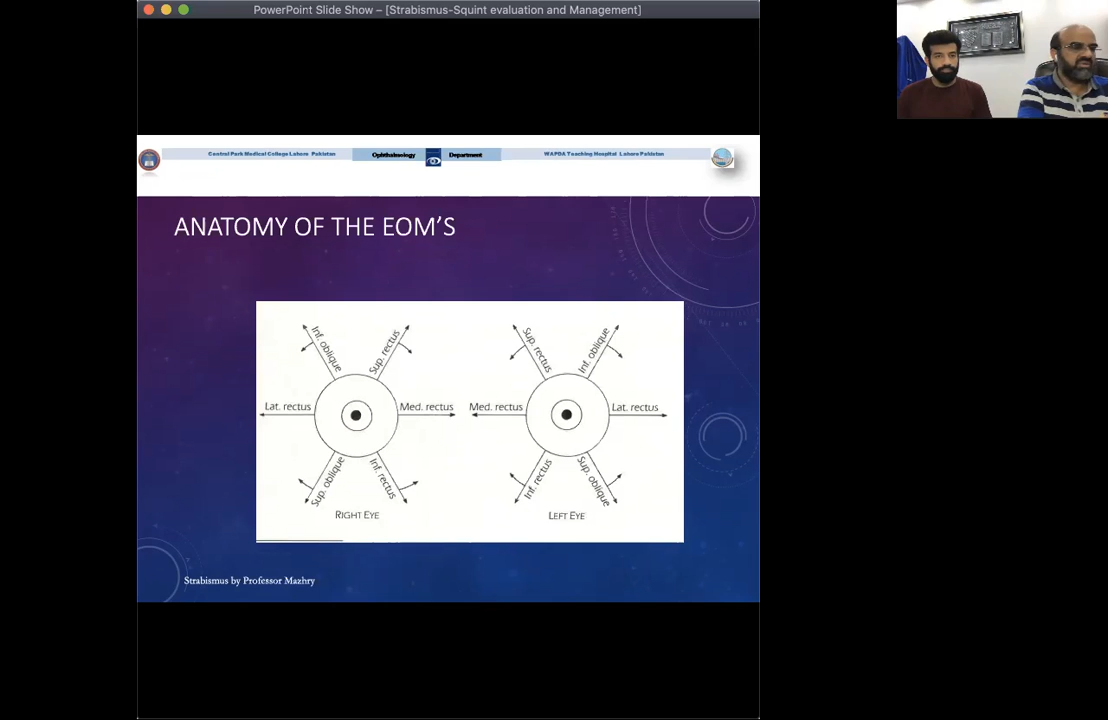 PowerPoint Slide Show – [Strabismus-Squint evaluation and Management]
Central Park Medical College Lahore Pakistan
Ophthalmology Department
WAPDA Teaching Hospital Lahore Pakistan
ANATOMY OF THE EOM'S
Inf. oblique
Sup. rectus
Lat. rectus
Med. rectus
Sup. oblique
Inf. rectus
RIGHT EYE
Sup. rectus
Inf. oblique
Med. rectus
Lat. rectus
Inf. rectus
Sup. oblique
LEFT EYE
Strabismus by Professor Mazhry